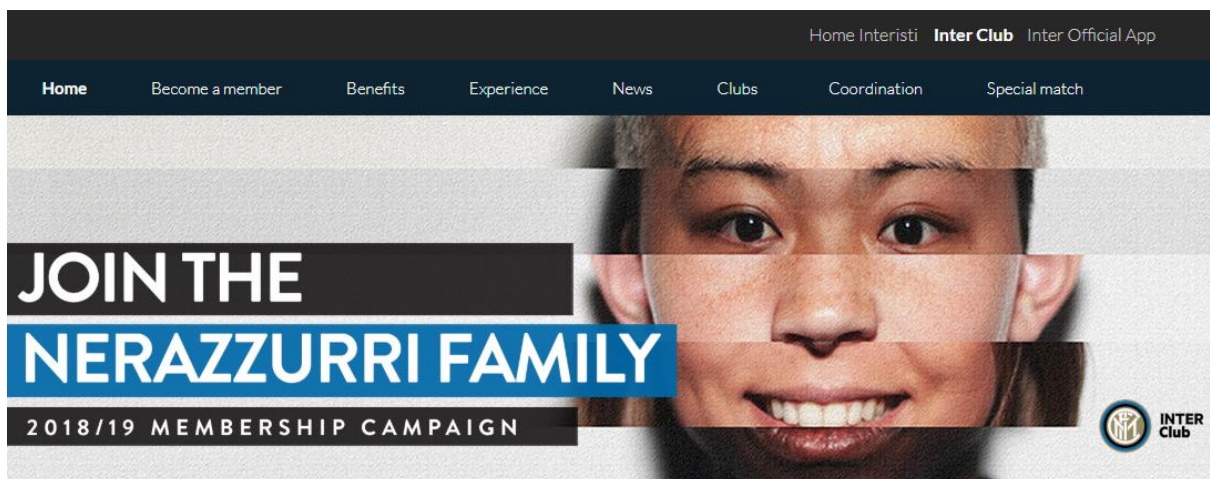 Home Interisti Inter Club Inter Official App
Home Become a member Benefits Experience News Clubs Coordination Special match
JOIN THE
NERAZZURRI FAMILY
2018/19 MEMBERSHIP CAMPAIGN
INTER
Club